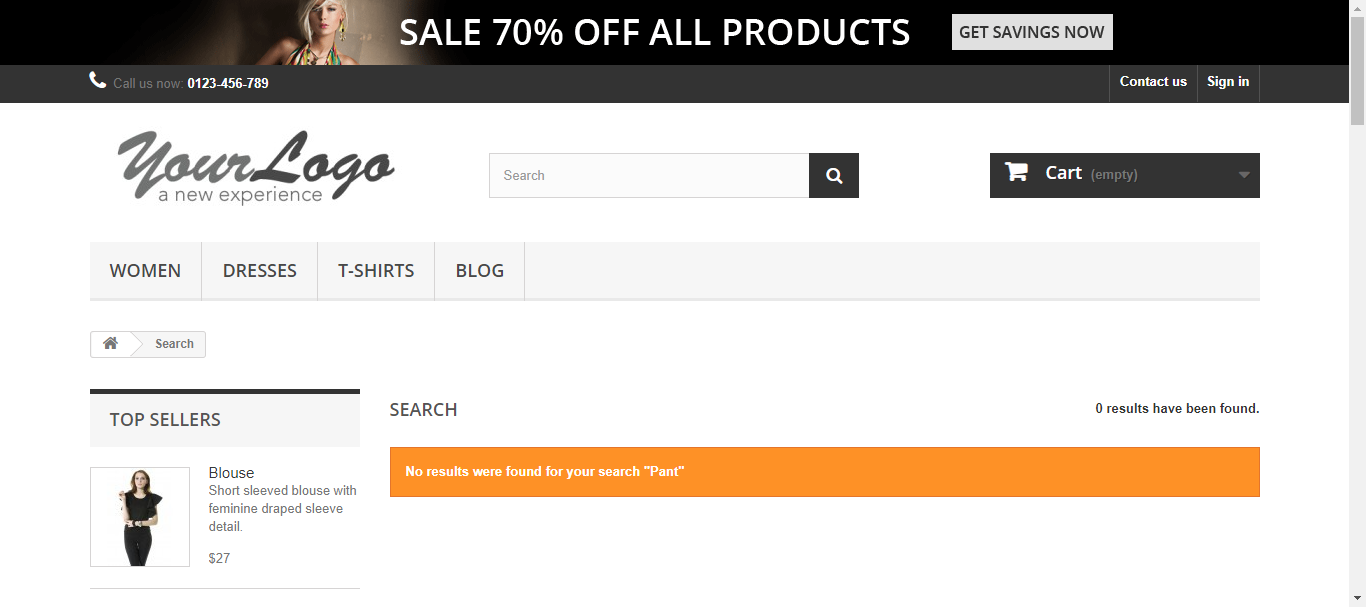 SALE 70% OFF ALL PRODUCTS
GET SAVINGS NOW
Call us now: 0123-456-789
Contact us
Sign in
YourLogo
a new experience
Search
Cart (empty)
WOMEN
DRESSES
T-SHIRTS
BLOG
Search
TOP SELLERS
Blouse
Short sleeved blouse with
feminine draped sleeve
detail.
$27
SEARCH
0 results have been found.
No results were found for your search "Pant"